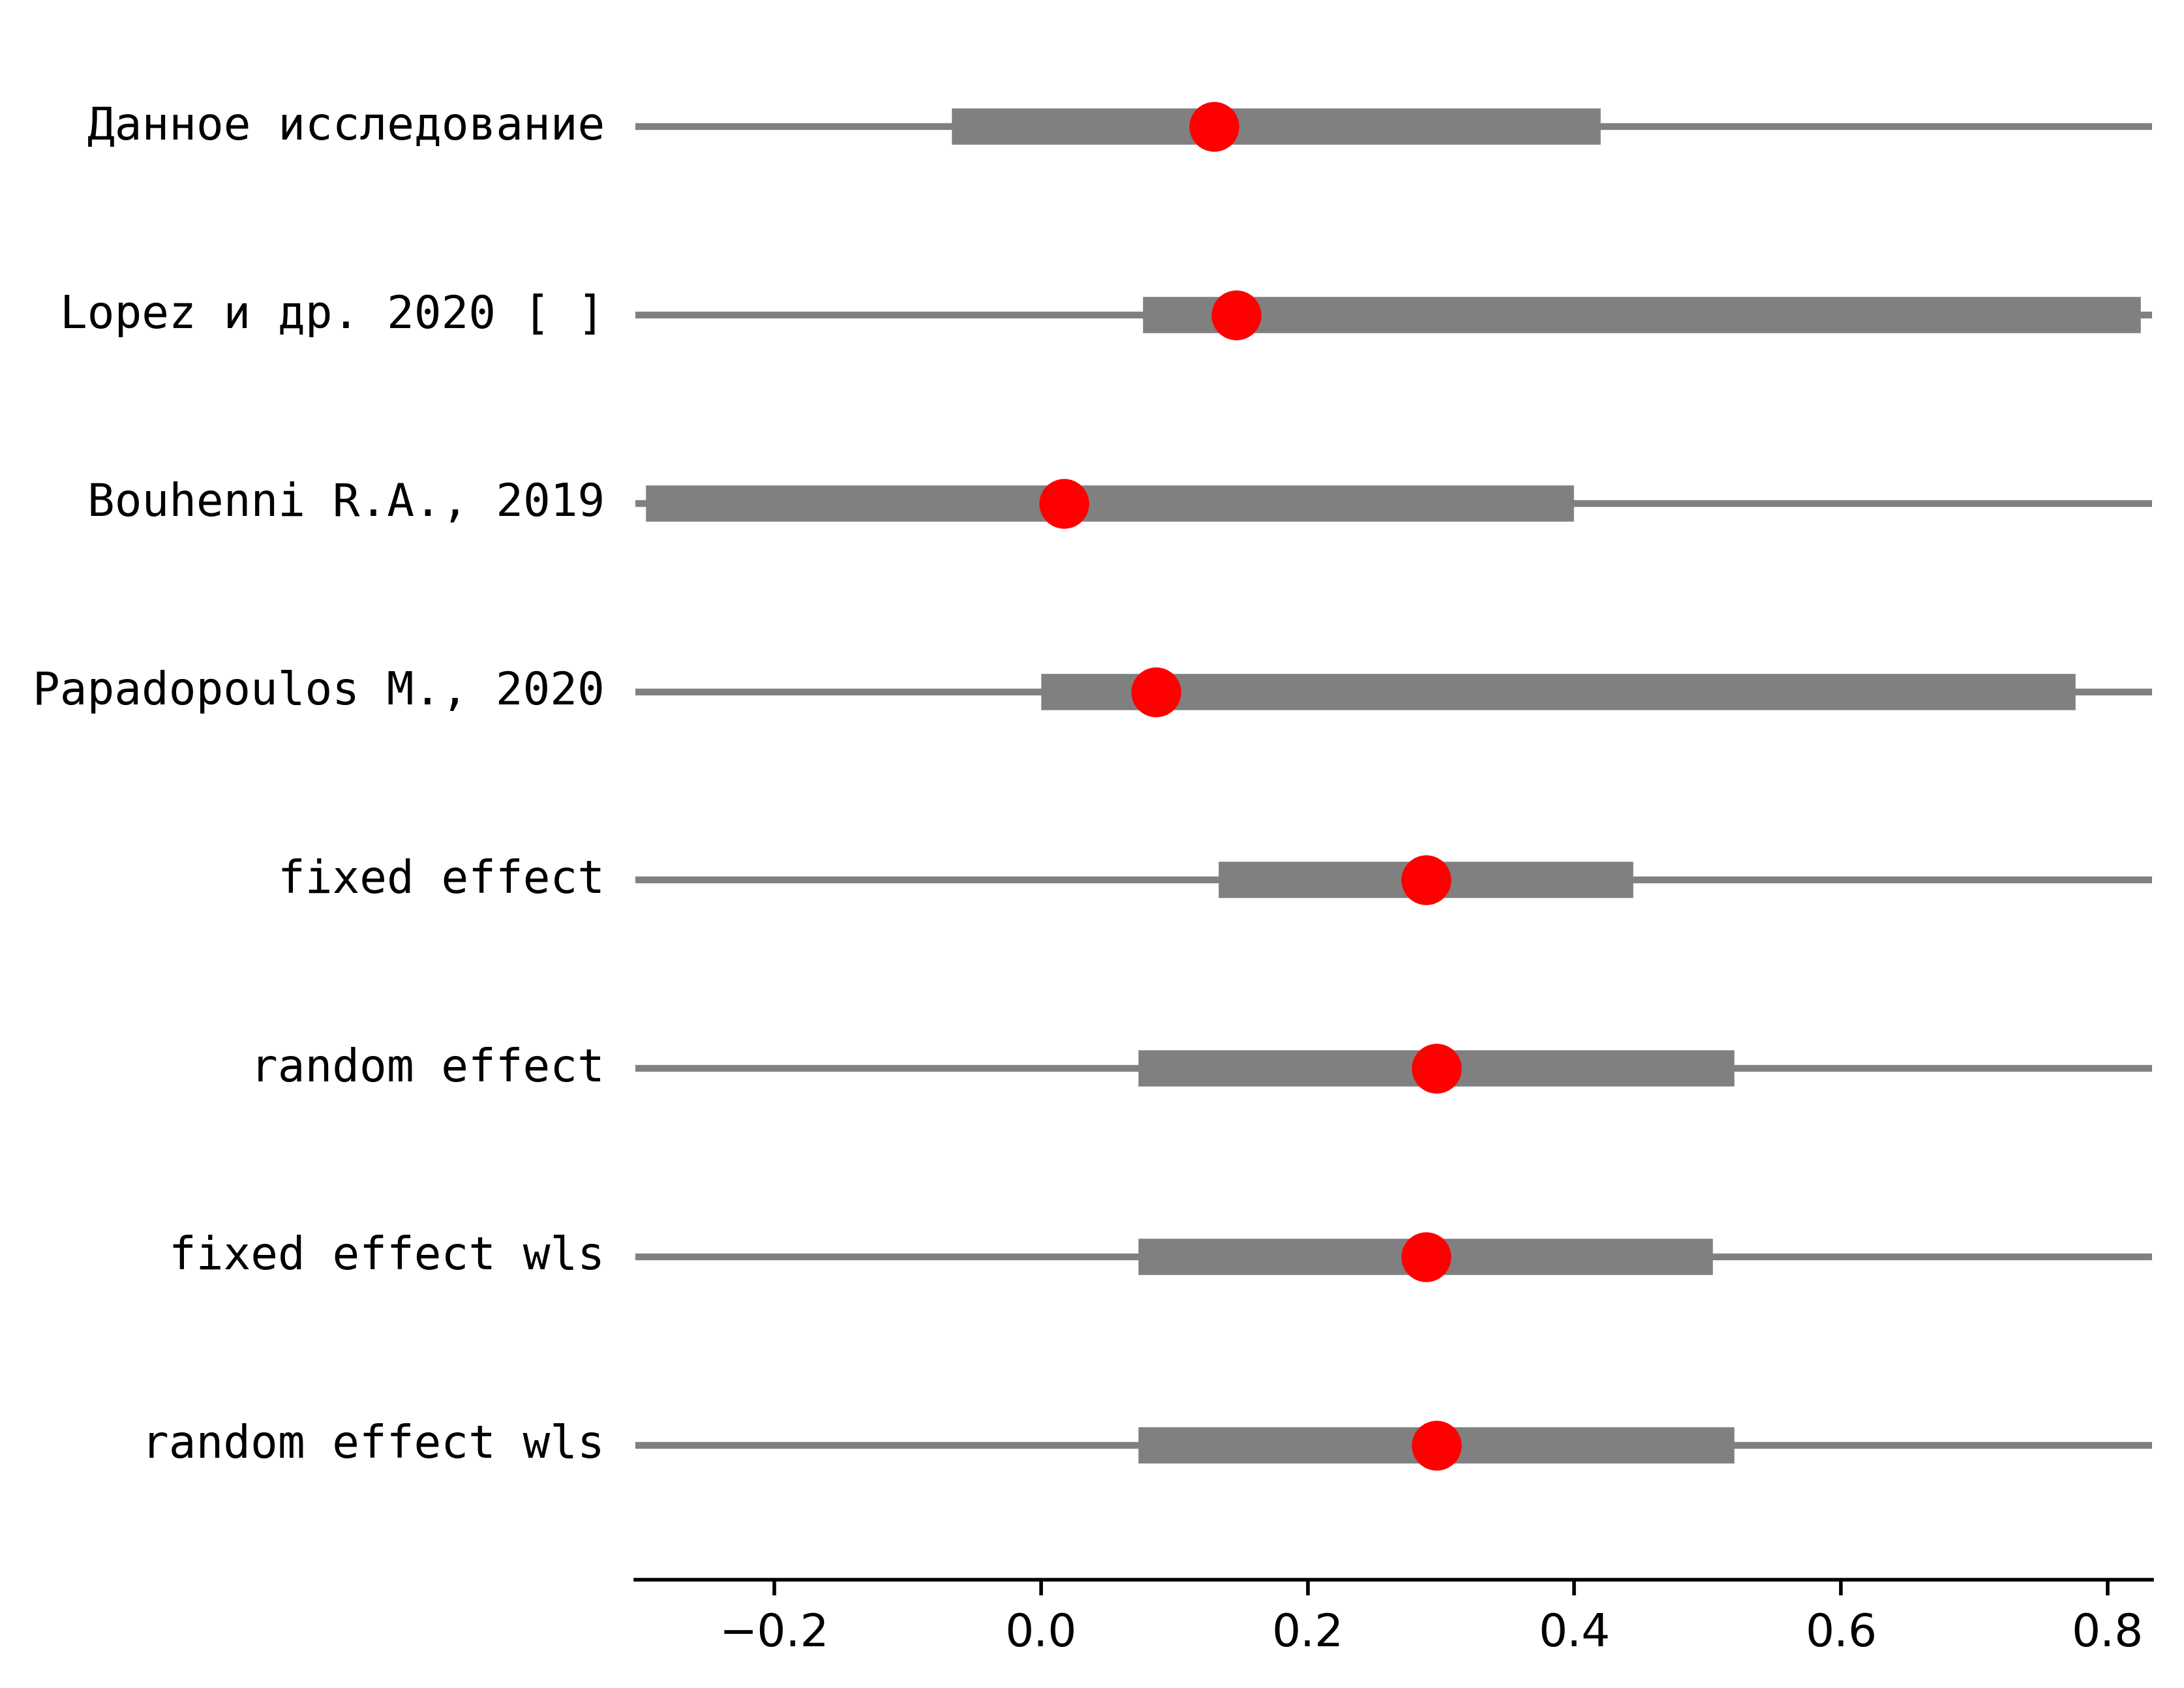 Данное исследование
Lopez и др. 2020 [ ]
Bouhenni R.A., 2019
Papadopoulos M., 2020
fixed effect
random effect
fixed effect wls
random effect wls
−0.2 0.0 0.2 0.4 0.6 0.8